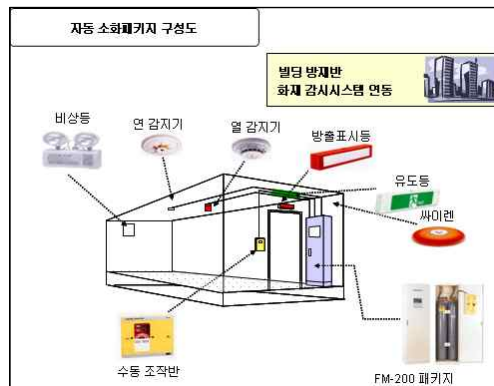 자동 소화패키지 구성도
빌딩 방재반
화재 감시시스템 연동
비상등
연 감지기
열 감지기
방출표시등
유도등
싸이렌
수동 조작반
FM-200 패키지